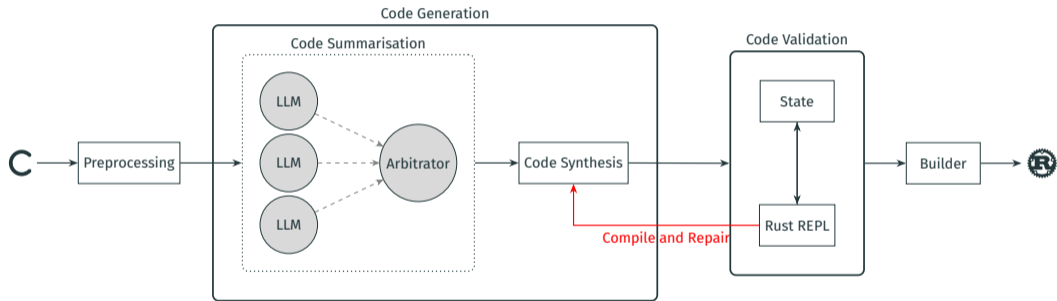 Code Generation
Code Summarisation
Code Validation
LLM
State
C
Preprocessing
LLM
Arbitrator
Code Synthesis
Builder
R
LLM
Rust REPL
Compile and Repair